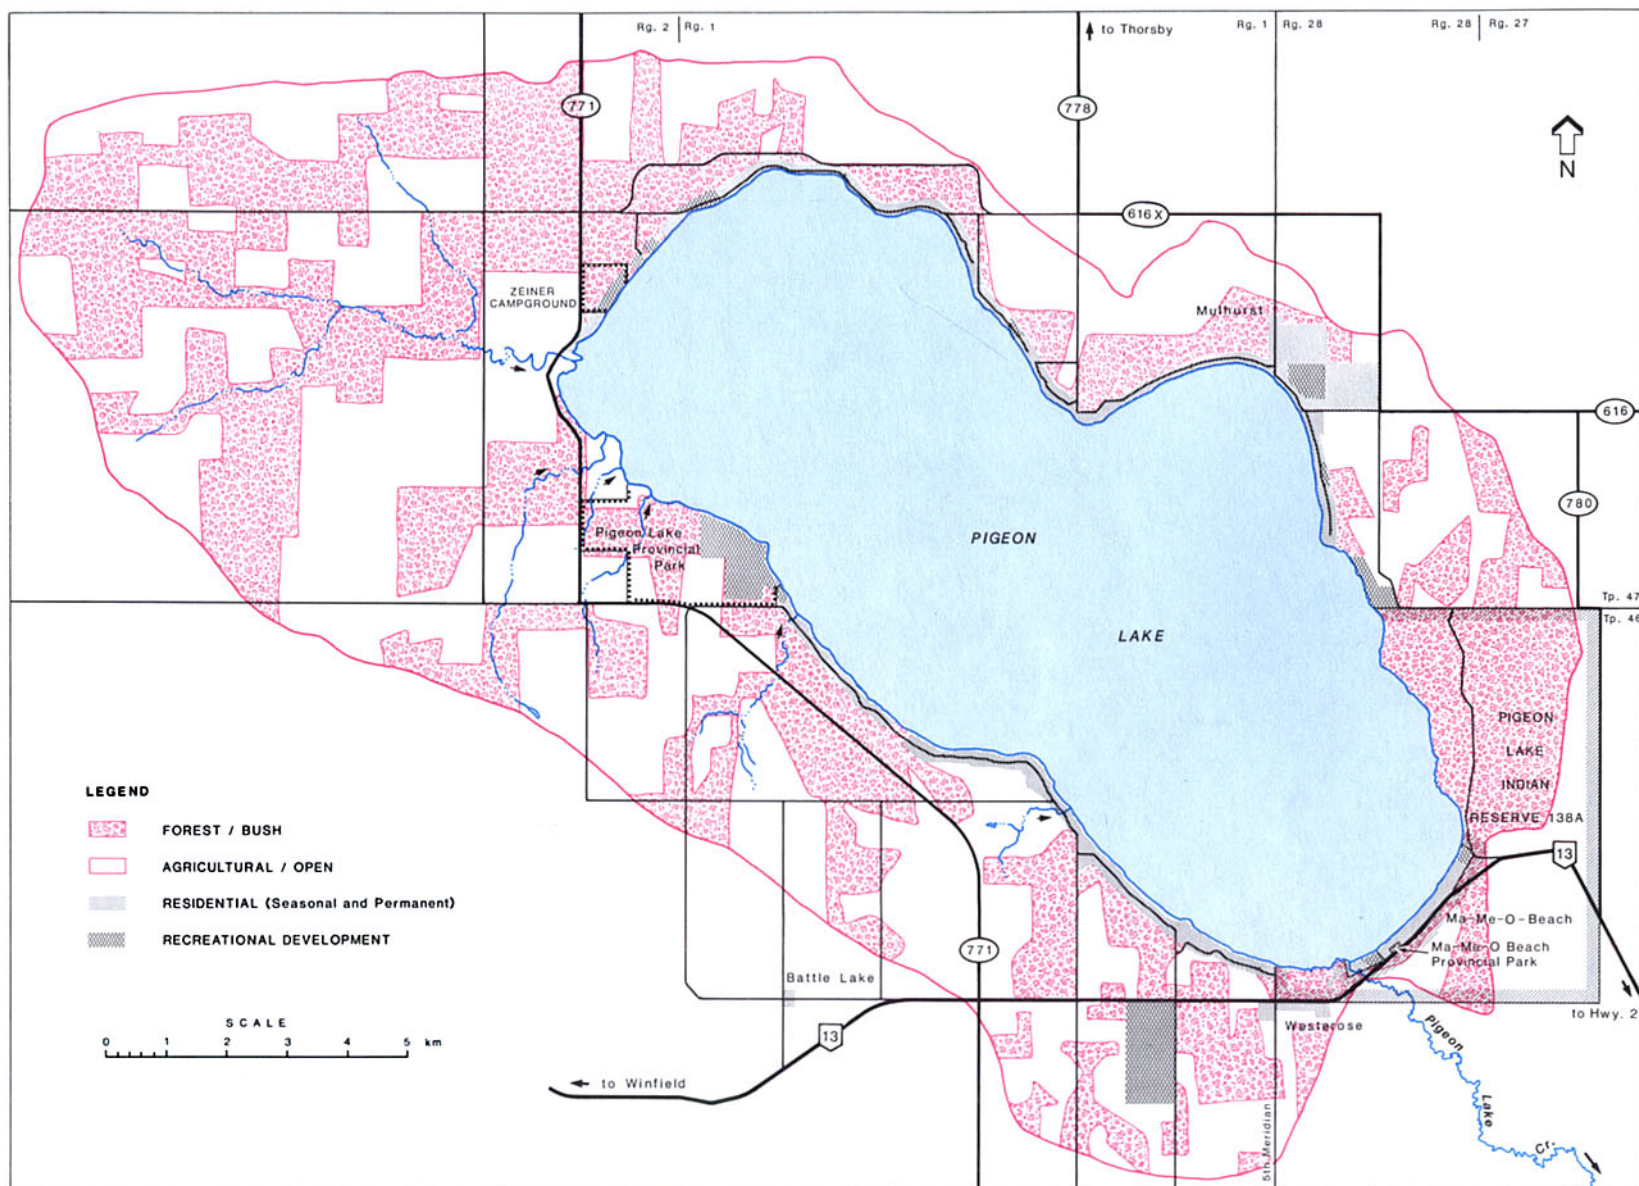 Rg. 2 | Rg. 1
to Thorsby
Rg. 1 | Rg. 28
Rg. 28 | Rg. 27
771
778
N
616 X
ZEINER
CAMPGROUND
Mulhurst
616
780
PIGEON
LAKE
Pigeon Lake
Provincial
Park
Tp. 47
Tp. 46
PIGEON
LAKE
INDIAN
RESERVE 138A
13
LEGEND
FOREST / BUSH
AGRICULTURAL / OPEN
RESIDENTIAL (Seasonal and Permanent)
RECREATIONAL DEVELOPMENT
SCALE
0 1 2 3 4 5 km
Ma-Me-O-Beach
Ma-Me-O Beach
Provincial Park
771
Battle Lake
to Hwy. 2
Westerose
13
to Winfield
5th Meridian
Pigeon
Lake
Cr.